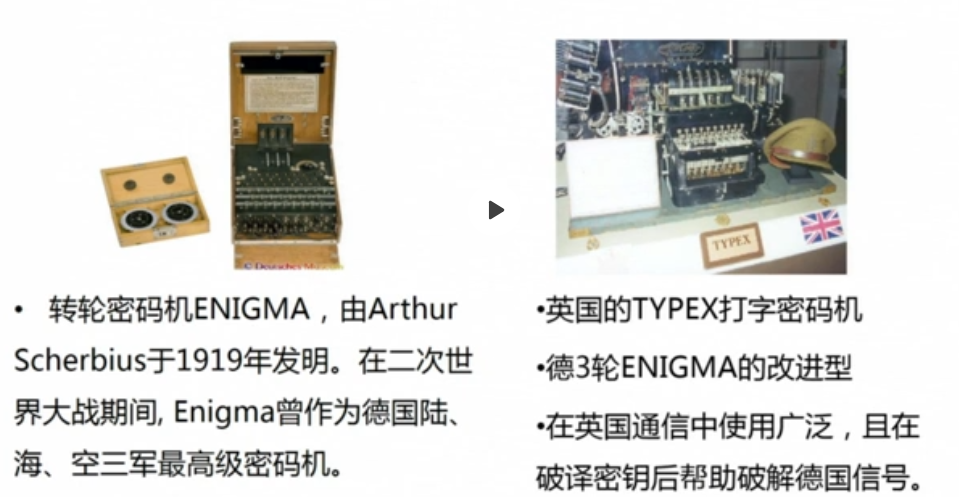 TYPEX
• 转轮密码机ENIGMA，由Arthur
Scherbius于1919年发明。在二次世
界大战期间, Enigma曾作为德国陆、
海、空三军最高级密码机。
•英国的TYPEX打字密码机
•德3轮ENIGMA的改进型
•在英国通信中使用广泛，且在
破译密钥后帮助破解德国信号。